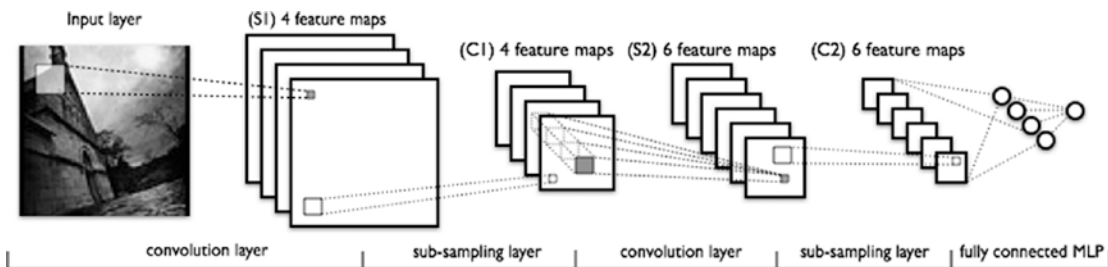 Input layer
(S1) 4 feature maps
(C1) 4 feature maps
(S2) 6 feature maps
(C2) 6 feature maps
convolution layer
sub-sampling layer
convolution layer
sub-sampling layer
fully connected MLP